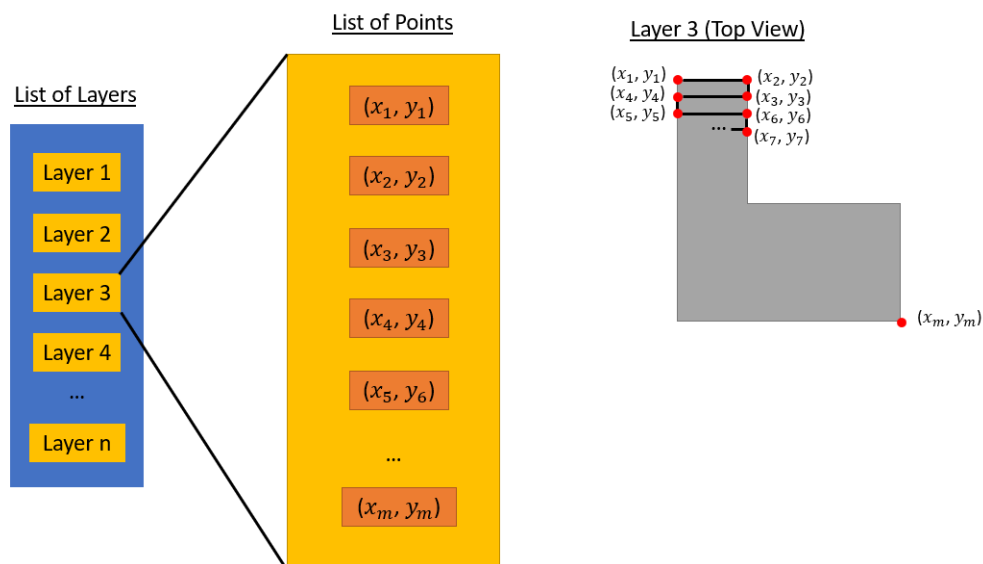 List of Layers
Layer 1
Layer 2
Layer 3
Layer 4
...
Layer n
List of Points
(x₁, y₁)
(x₂, y₂)
(x₃, y₃)
(x₄, y₄)
(x₅, y₆)
...
(xₘ, yₘ)
Layer 3 (Top View)
(x₁, y₁) (x₂, y₂)
(x₄, y₄) (x₃, y₃)
(x₅, y₅) (x₆, y₆)
... (x₇, y₇)
(xₘ, yₘ)